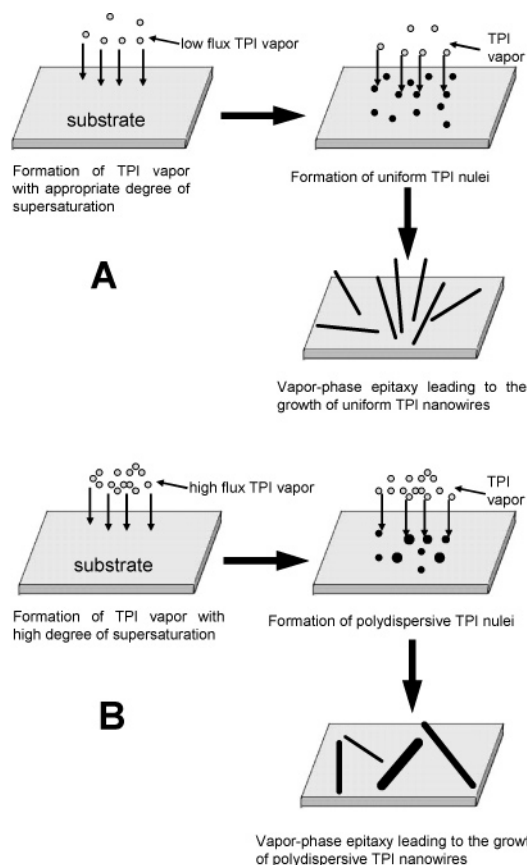 low flux TPI vapor
TPI
vapor
substrate
Formation of TPI vapor
with appropriate degree of
supersaturation
Formation of uniform TPI nulei
A
Vapor-phase epitaxy leading to the
growth of uniform TPI nanowires
high flux TPI vapor
TPI
vapor
substrate
Formation of TPI vapor with
high degree of supersaturation
Formation of polydispersive TPI nulei
B
Vapor-phase epitaxy leading to the growt
of polydispersive TPI nanowires